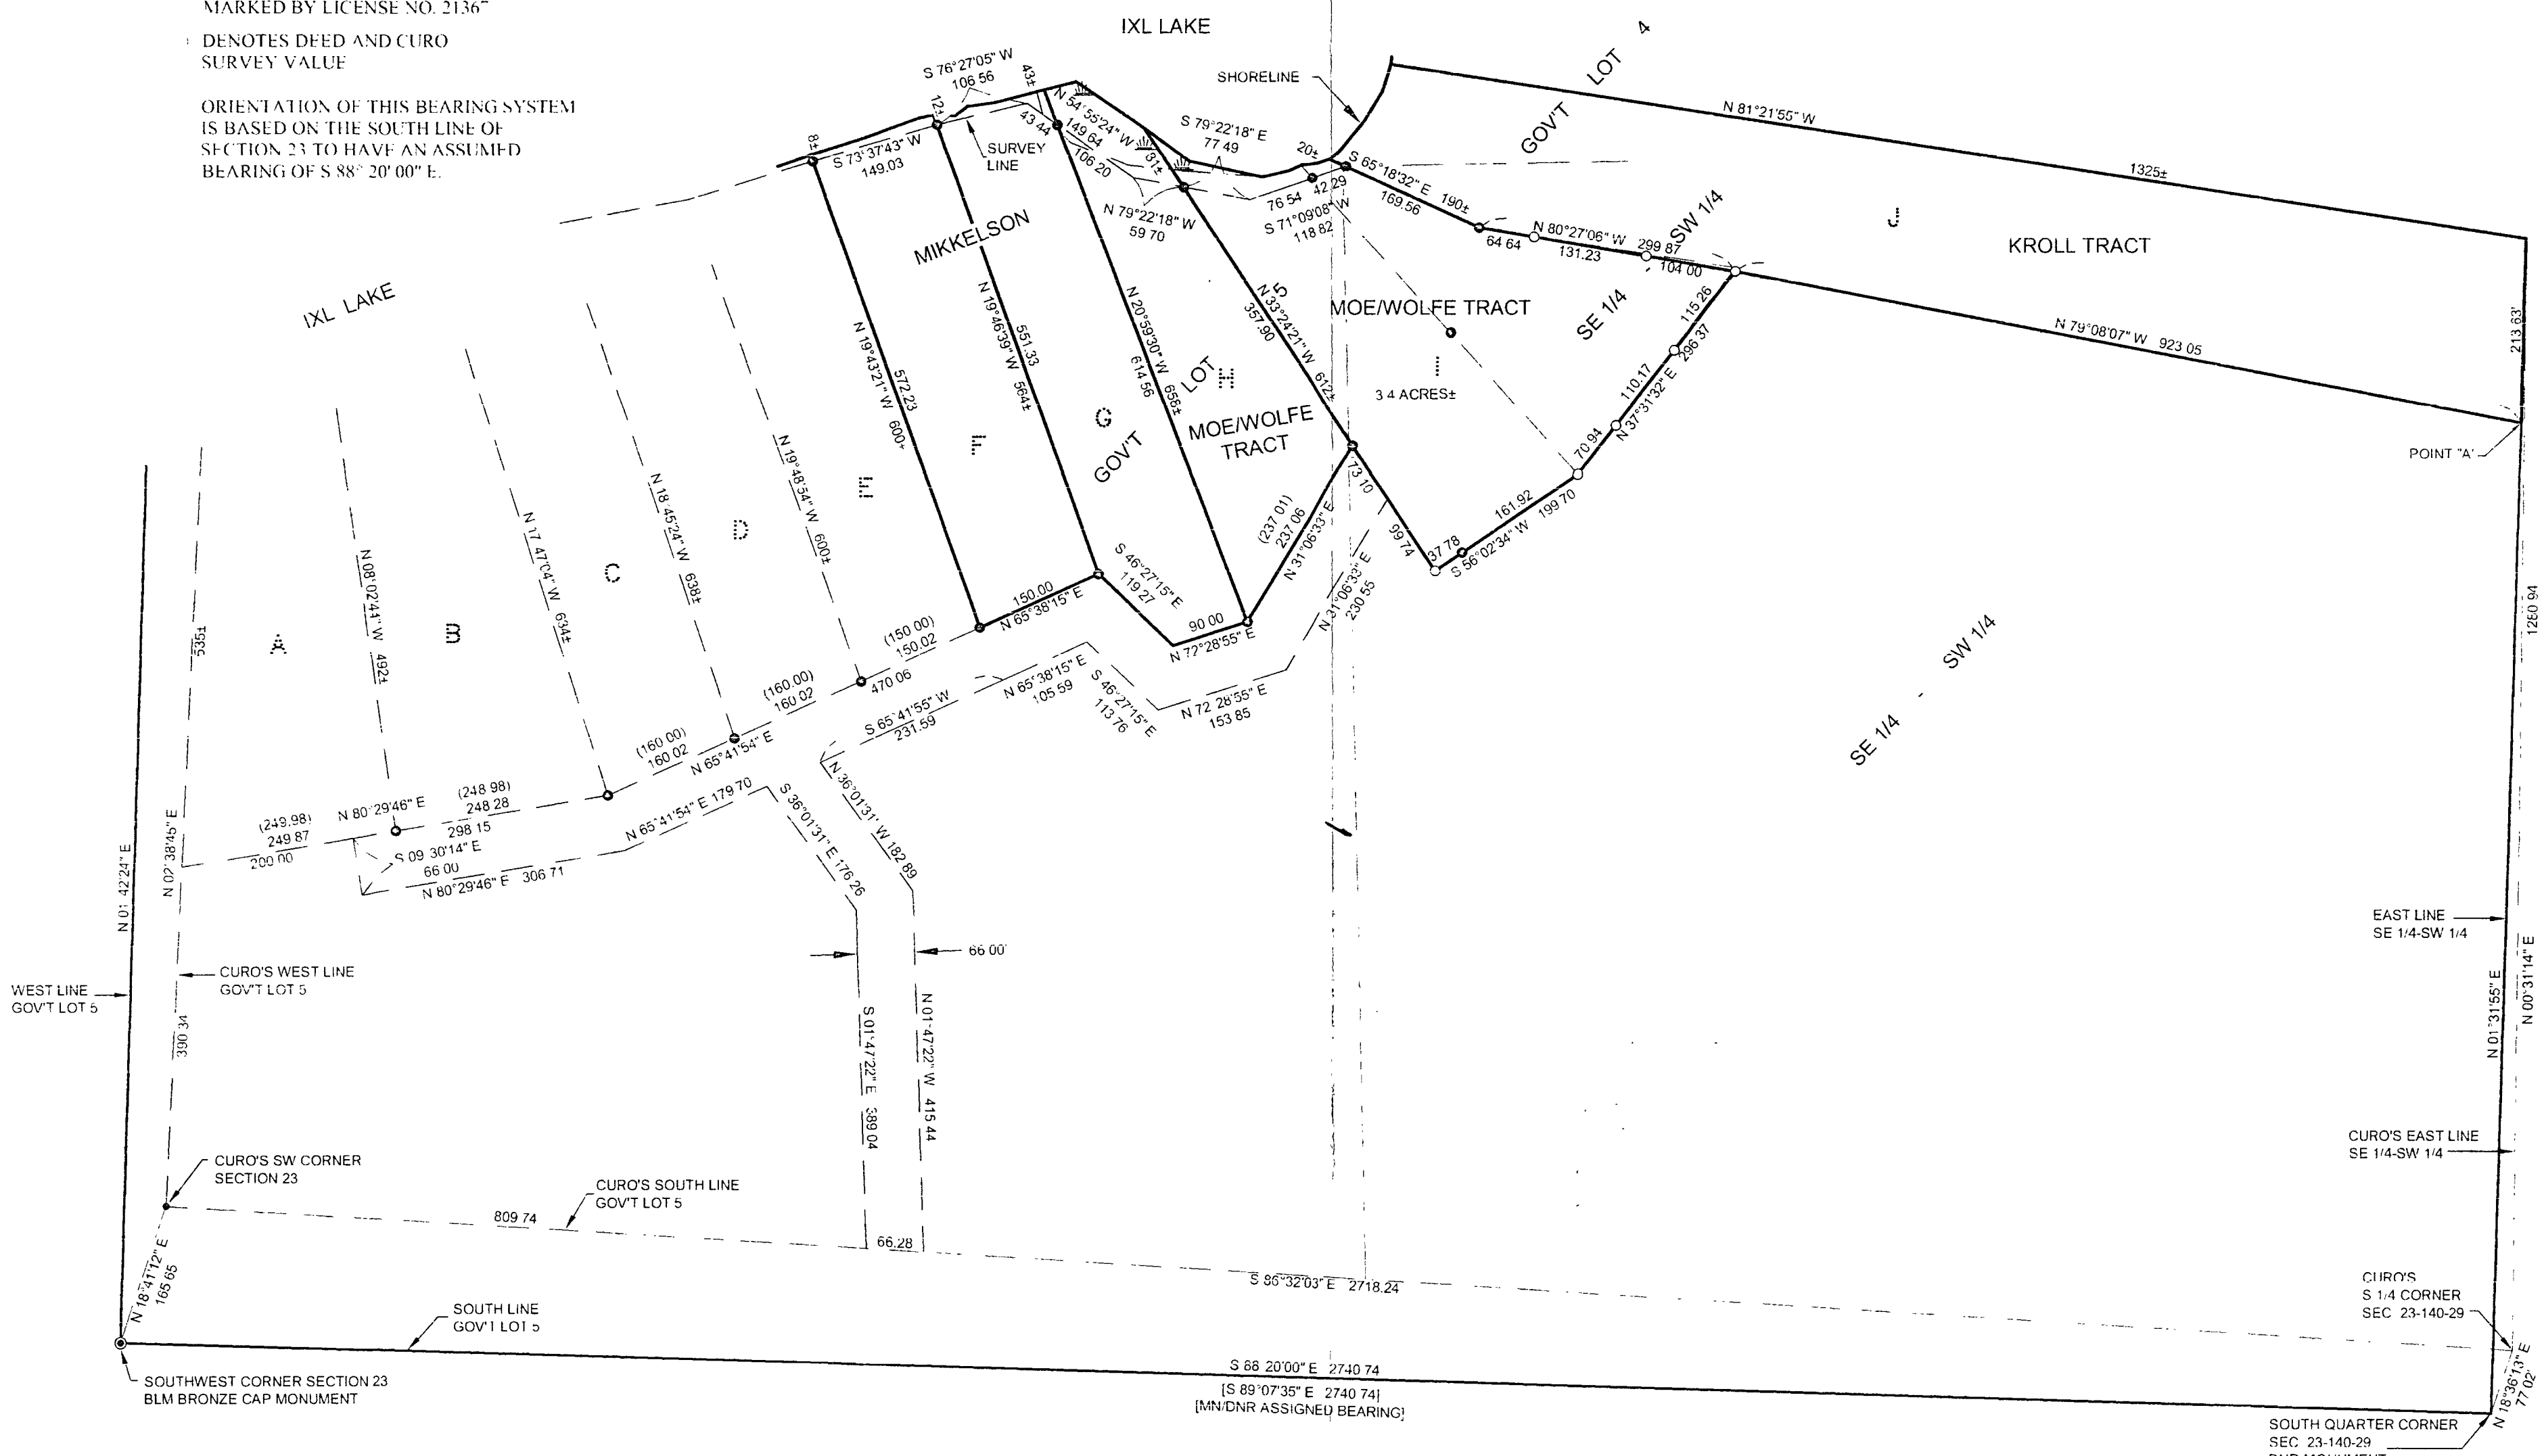 MARKED BY LICENSE NO. 21367
DENOTES DEED AND CURO
SURVEY VALUE
ORIENTATION OF THIS BEARING SYSTEM
IS BASED ON THE SOUTH LINE OF
SECTION 23 TO HAVE AN ASSUMED
BEARING OF S 88° 20' 00" E.
IXL LAKE
SHORELINE
GOV'T LOT 4
N 81°21'55" W
1325±
S 76°27'05" W
106 56
43±
12±
8±
S 73°37'43" W
149.03
SURVEY
LINE
N 54°55'24" W
149 64
43 44
106 20
31±
S 79°22'18" E
77 49
20±
N 79°22'18" W
59 70
76 54
42 29
S 71°09'08" W
118 82
S 65°18'32" E
190±
169.56
64 64
N 80°27'06" W
299 87
131.23
104 00
SE 1/4 - SW 1/4
J
KROLL TRACT
N 79°08'07" W 923 05
213 63'
POINT "A'
MIKKELSON
IXL LAKE
N 19°43'21" W
572.23
600+
N 19°46'39" W
551.33
564±
N 20°59'30" W
614 56
656±
N 33°24'21" W
357.90
612±
GOV'T LOT 5
MOE/WOLFE TRACT
I
3 4 ACRES±
H
MOE/WOLFE
TRACT
G
F
E
D
C
B
A
115 26
296 37
110.17
N 37°31'32" E
70 94
161.92
199 70
37 78
S 56°02'34" W
73 10
99 74
(237 01)
237 06
N 31°06'33" E
N 31°06'33" E
230 55
N 19°48'54" W 600±
N 18°45'24" W 638±
N 17 47'04" W 634±
N 08°02'44" W 492±
535±
150.00
N 65°38'15" E
S 46°27'15" E
119 27
90 00
N 72°28'55" E
(150 00)
150.02
470 06
(160.00)
160 02
(160 00)
160 02
N 65°41'54" E
S 65°41'55" W
231.59
N 65°38'15" E
105 59
S 46°27'15" E
113 76
N 72 28'55" E
153 85
(249.98)
249 87
200 00
N 80°29'46" E
(248 98)
248 28
298 15
S 09 30'14" E
66 00
N 80°29'46" E 306 71
N 65°41'54" E 179 70
S 36°01'31" E 176 26
N 36°01'31" W 182 89
66 00'
S 01°47'22" E 389 04
N 01°47'22" W 415 44
N 01 42'24" E
N 02°38'45" E
390 34
WEST LINE
GOV'T LOT 5
CURO'S WEST LINE
GOV'T LOT 5
SE 1/4 - SW 1/4
1280 94
EAST LINE
SE 1/4-SW 1/4
N 01°31'55" E
N 00°31'14" E
CURO'S EAST LINE
SE 1/4-SW 1/4
CURO'S SW CORNER
SECTION 23
CURO'S SOUTH LINE
GOV'T LOT 5
809 74
66.28
S 86°32'03" E 2718.24
CURO'S
S 1/4 CORNER
SEC 23-140-29
N 18°41'12" E
165 65
SOUTH LINE
GOV'T LOT 5
SOUTHWEST CORNER SECTION 23
BLM BRONZE CAP MONUMENT
S 88 20'00" E 2740 74
[S 89°07'35" E 2740 74]
[MN/DNR ASSIGNED BEARING]
N 18°36'13" E
77 02'
SOUTH QUARTER CORNER
SEC 23-140-29